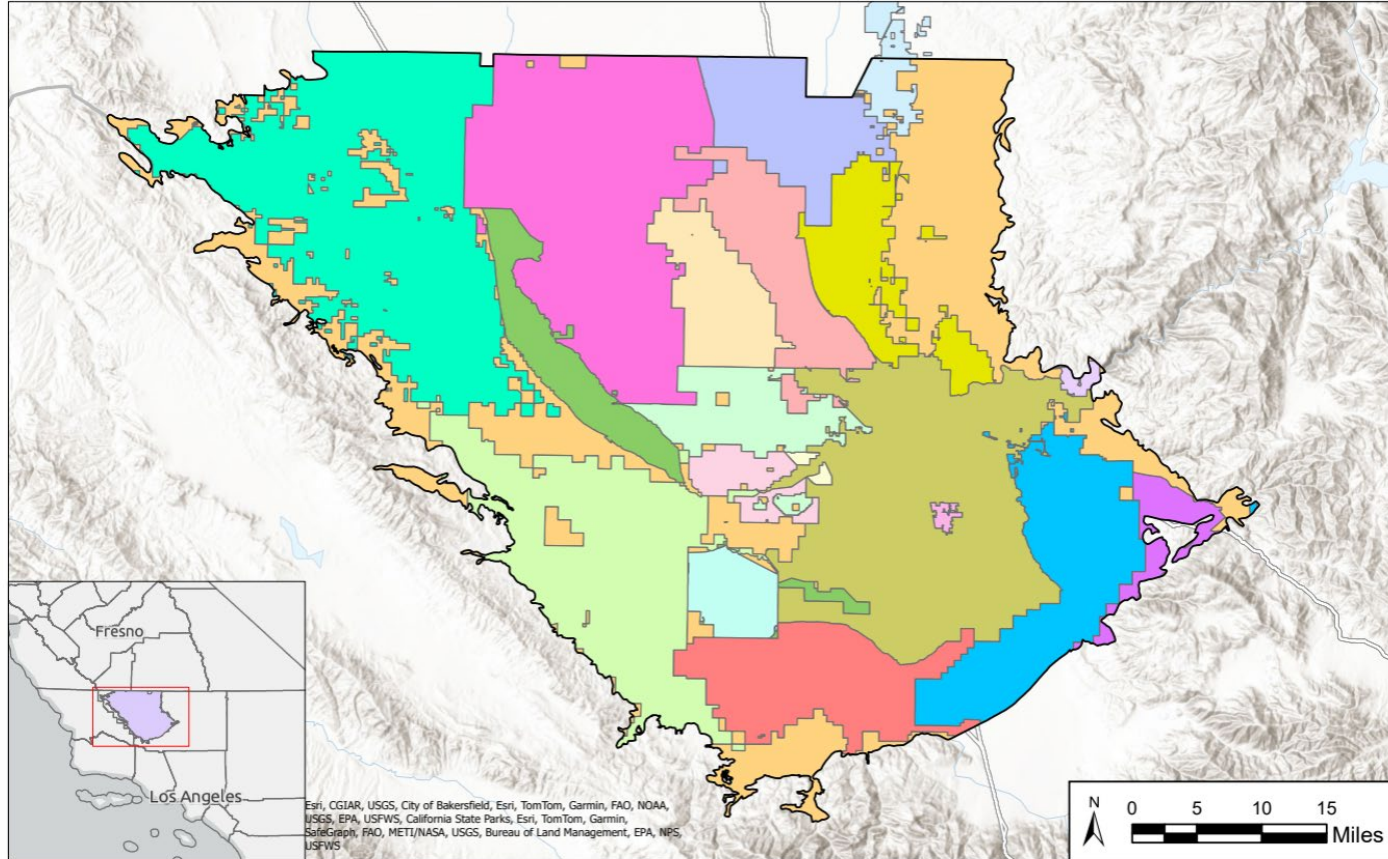 Fresno
Los Angeles
Esri, CGIAR, USGS, City of Bakersfield, Esri, TomTom, Garmin, FAO, NOAA,
USGS, EPA, USFWS, California State Parks, Esri, TomTom, Garmin,
SafeGraph, FAO, METI/NASA, USGS, Bureau of Land Management, EPA, NPS,
USFWS
N
0 5 10 15
Miles